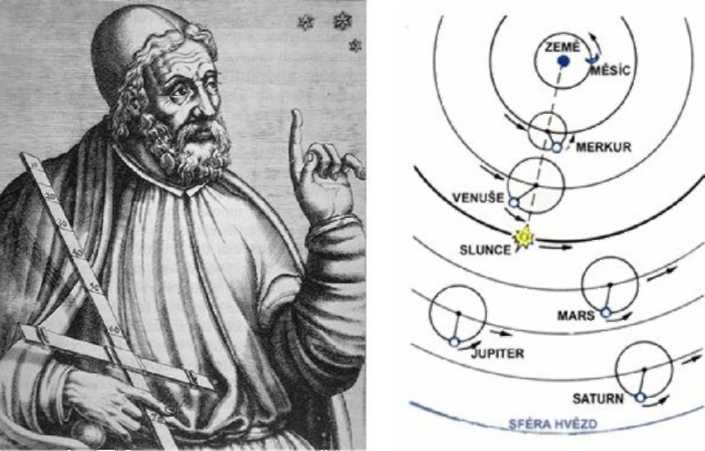 ZEMĚ
MĚSÍC
MERKUR
VENUŠE
SLUNCE
MARS
JUPITER
SATURN
SFÉRA HVĚZD